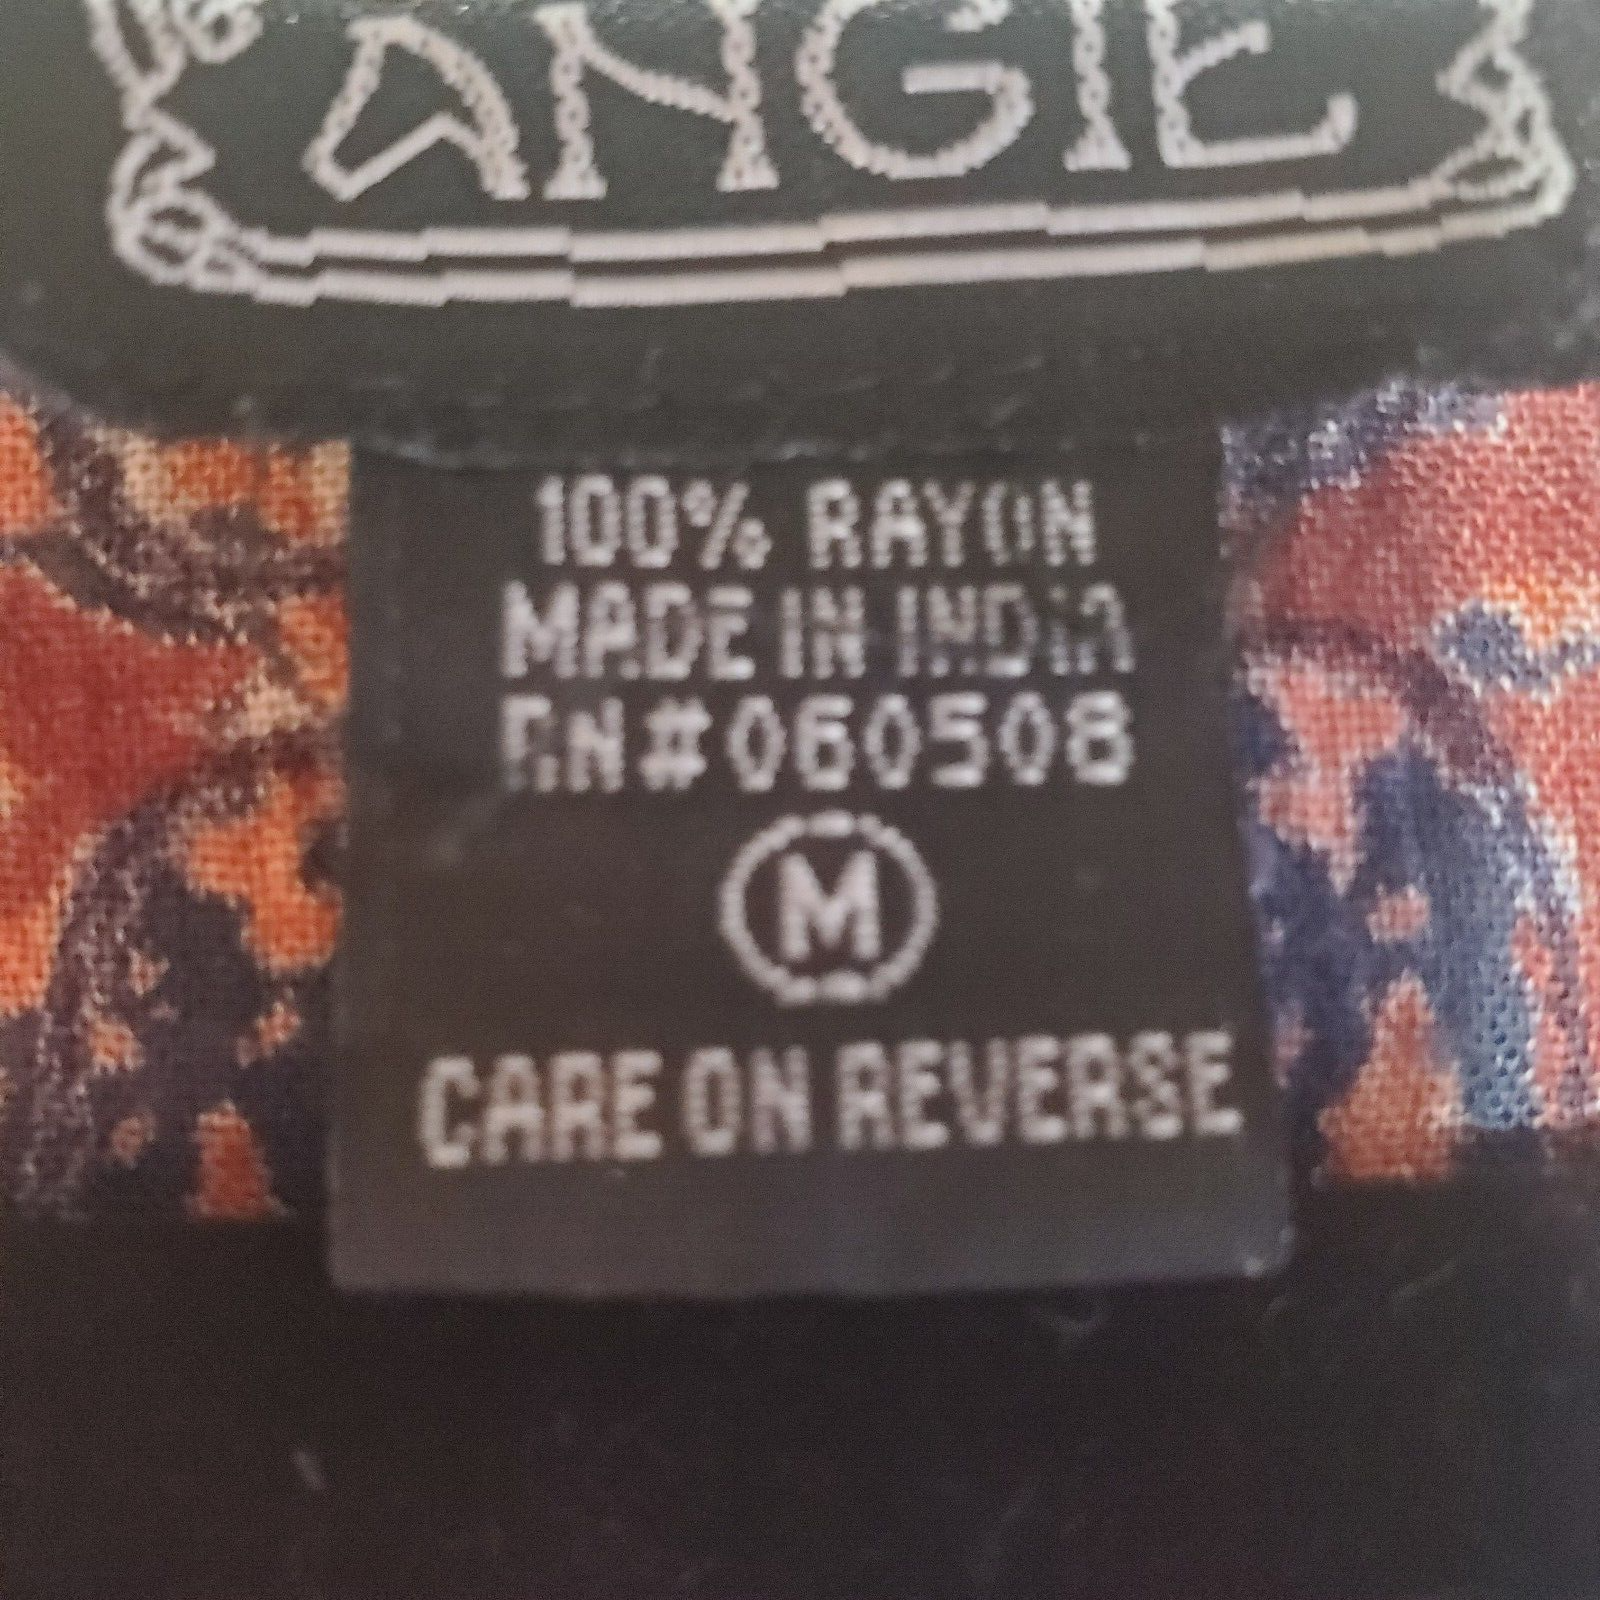 ANGIE
100% RAYON
MADE IN INDIA
RN#060508
M
CARE ON REVERSE